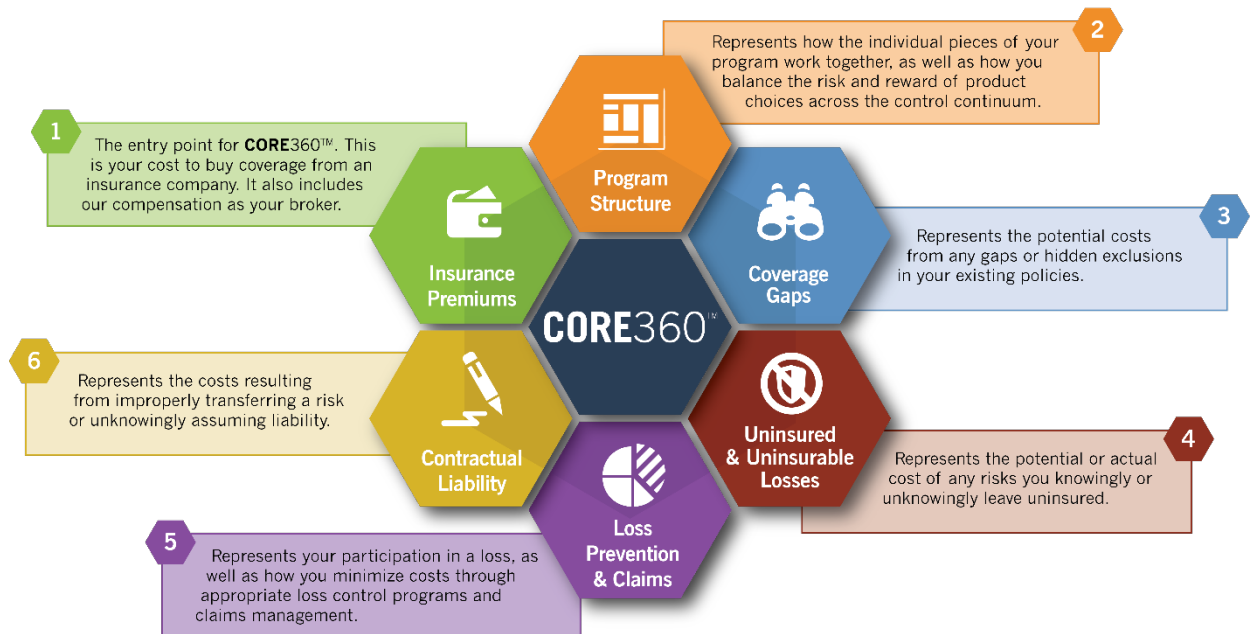 1
The entry point for CORE360™. This
is your cost to buy coverage from an
insurance company. It also includes
our compensation as your broker.
2
Represents how the individual pieces of your
program work together, as well as how you
balance the risk and reward of product
choices across the control continuum.
3
Represents the potential costs
from any gaps or hidden exclusions
in your existing policies.
4
Represents the potential or actual
cost of any risks you knowingly or
unknowingly leave uninsured.
5
Represents your participation in a loss, as
well as how you minimize costs through
appropriate loss control programs and
claims management.
6
Represents the costs resulting
from improperly transferring a risk
or unknowingly assuming liability.
Insurance
Premiums
Program
Structure
Coverage
Gaps
Uninsured
& Uninsurable
Losses
Loss
Prevention
& Claims
Contractual
Liability
CORE360™